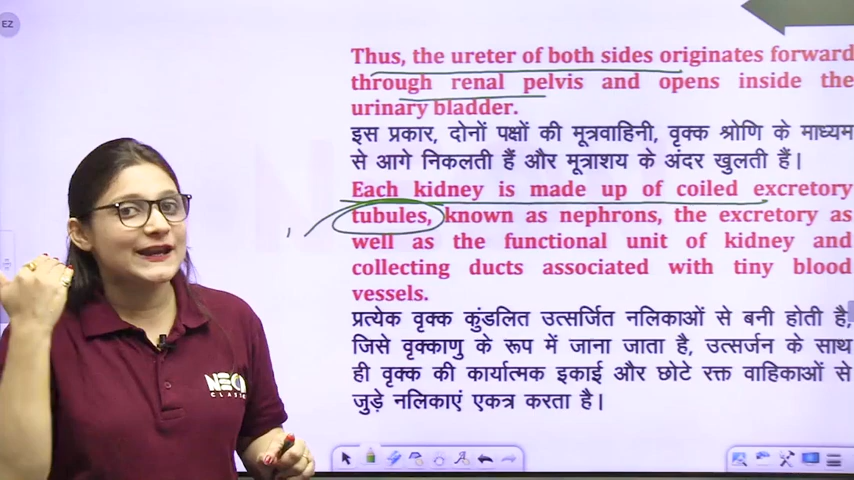 EZ
Thus, the ureter of both sides originates forward
through renal pelvis and opens inside the
urinary bladder.
इस प्रकार, दोनों पक्षों की मूत्रवाहिनी, वृक्क श्रोणि के माध्यम
से आगे निकलती हैं और मूत्राशय के अंदर खुलती हैं।
Each kidney is made up of coiled excretory
tubules, known as nephrons, the excretory as
well as the functional unit of kidney and
collecting ducts associated with tiny blood
vessels.
प्रत्येक वृक्क कुंडलित उत्सर्जित नलिकाओं से बनी होती है,
जिसे वृक्काणु के रूप में जाना जाता है, उत्सर्जन के साथ
ही वृक्क की कार्यात्मक इकाई और छोटे रक्त वाहिकाओं से
जुड़े नलिकाएं एकत्र करता है।
NEON
CLASSES